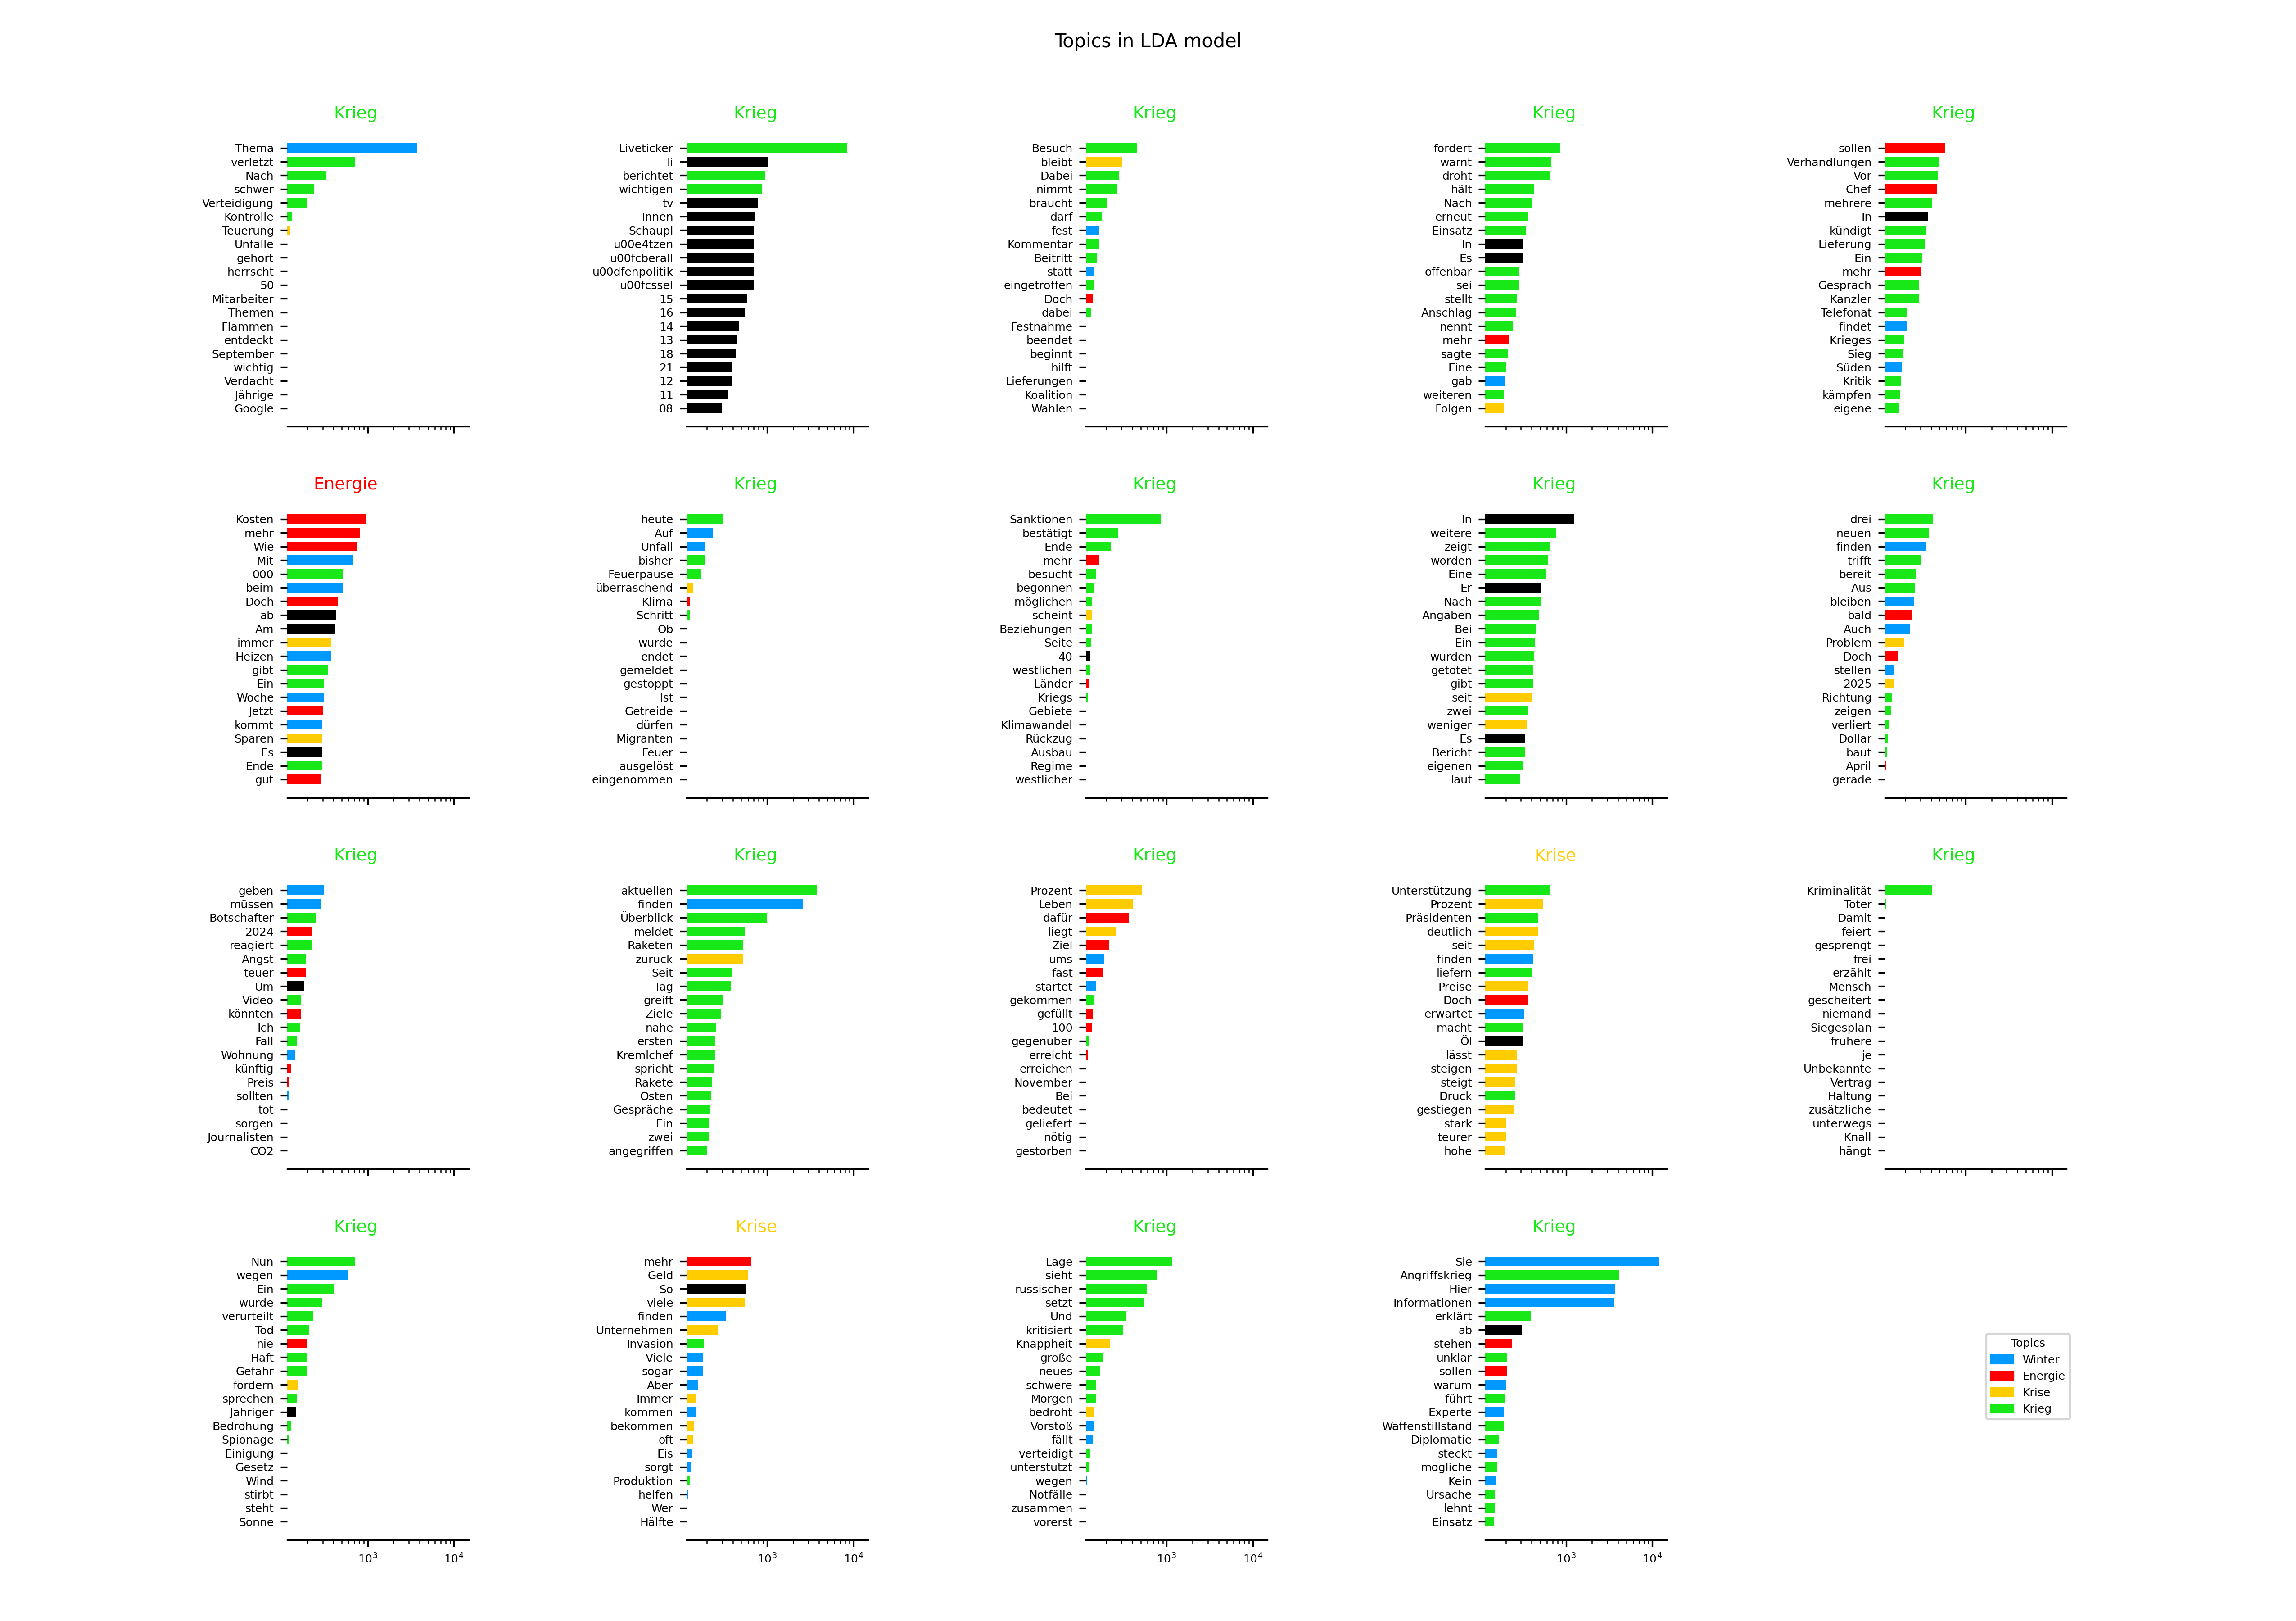 Topics in LDA model
Krieg
Thema
verletzt
Nach
schwer
Verteidigung
Kontrolle
Teuerung
Unfälle
gehört
herrscht
50
Mitarbeiter
Themen
Flammen
entdeckt
September
wichtig
Verdacht
Jährige
Google
Krieg
Liveticker
li
berichtet
wichtigen
tv
Innen
Schaupl
u00e4tzen
u00fcberall
u00dfenpolitik
u00fcssel
15
16
14
13
18
21
12
11
08
Krieg
Besuch
bleibt
Dabei
nimmt
braucht
darf
fest
Kommentar
Beitritt
statt
eingetroffen
Doch
dabei
Festnahme
beendet
beginnt
hilft
Lieferungen
Koalition
Wahlen
Krieg
fordert
warnt
droht
hält
Nach
erneut
Einsatz
In
Es
offenbar
sei
stellt
Anschlag
nennt
mehr
sagte
Eine
gab
weiteren
Folgen
Krieg
sollen
Verhandlungen
Vor
Chef
mehrere
In
kündigt
Lieferung
Ein
mehr
Gespräch
Kanzler
Telefonat
findet
Krieges
Sieg
Süden
Kritik
kämpfen
eigene
Energie
Kosten
mehr
Wie
Mit
000
beim
Doch
ab
Am
immer
Heizen
gibt
Ein
Woche
Jetzt
kommt
Sparen
Es
Ende
gut
Krieg
heute
Auf
Unfall
bisher
Feuerpause
überraschend
Klima
Schritt
Ob
wurde
endet
gemeldet
gestoppt
Ist
Getreide
dürfen
Migranten
Feuer
ausgelöst
eingenommen
Krieg
Sanktionen
bestätigt
Ende
mehr
besucht
begonnen
möglichen
scheint
Beziehungen
Seite
40
westlichen
Länder
Kriegs
Gebiete
Klimawandel
Rückzug
Ausbau
Regime
westlicher
Krieg
In
weitere
zeigt
worden
Eine
Er
Nach
Angaben
Bei
Ein
wurden
getötet
gibt
seit
zwei
weniger
Es
Bericht
eigenen
laut
Krieg
drei
neuen
finden
trifft
bereit
Aus
bleiben
bald
Auch
Problem
Doch
stellen
2025
Richtung
zeigen
verliert
Dollar
baut
April
gerade
Krieg
geben
müssen
Botschafter
2024
reagiert
Angst
teuer
Um
Video
könnten
Ich
Fall
Wohnung
künftig
Preis
sollten
tot
sorgen
Journalisten
CO2
Krieg
aktuellen
finden
Überblick
meldet
Raketen
zurück
Seit
Tag
greift
Ziele
nahe
ersten
Kremlchef
spricht
Rakete
Osten
Gespräche
Ein
zwei
angegriffen
Krieg
Prozent
Leben
dafür
liegt
Ziel
ums
fast
startet
gekommen
gefüllt
100
gegenüber
erreicht
erreichen
November
Bei
bedeutet
geliefert
nötig
gestorben
Krise
Unterstützung
Prozent
Präsidenten
deutlich
seit
finden
liefern
Preise
Doch
erwartet
macht
Öl
lässt
steigen
steigt
Druck
gestiegen
stark
teurer
hohe
Krieg
Kriminalität
Toter
Damit
feiert
gesprengt
frei
erzählt
Mensch
gescheitert
niemand
Siegesplan
frühere
je
Unbekannte
Vertrag
Haltung
zusätzliche
unterwegs
Knall
hängt
Krieg
Nun
wegen
Ein
wurde
verurteilt
Tod
nie
Haft
Gefahr
fordern
sprechen
Jähriger
Bedrohung
Spionage
Einigung
Gesetz
Wind
stirbt
steht
Sonne
10³ 10⁴
Krise
mehr
Geld
So
viele
finden
Unternehmen
Invasion
Viele
sogar
Aber
Immer
kommen
bekommen
oft
Eis
sorgt
Produktion
helfen
Wer
Hälfte
10³ 10⁴
Krieg
Lage
sieht
russischer
setzt
Und
kritisiert
Knappheit
große
neues
schwere
Morgen
bedroht
Vorstoß
fällt
verteidigt
unterstützt
wegen
Notfälle
zusammen
vorerst
10³ 10⁴
Krieg
Sie
Angriffskrieg
Hier
Informationen
erklärt
ab
stehen
unklar
sollen
warum
führt
Experte
Waffenstillstand
Diplomatie
steckt
mögliche
Kein
Ursache
lehnt
Einsatz
10³ 10⁴
Topics
Winter
Energie
Krise
Krieg